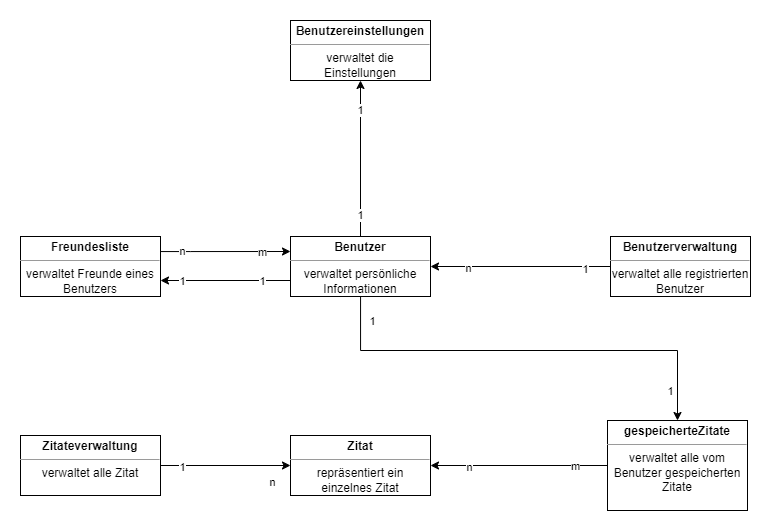 Benutzereinstellungen
verwaltet die
Einstellungen
1
1
Freundesliste
verwaltet Freunde eines
Benutzers
n
m
1
1
Benutzer
verwaltet persönliche
Informationen
n
1
Benutzerverwaltung
verwaltet alle registrierten
Benutzer
1
1
Zitateverwaltung
verwaltet alle Zitat
1
n
Zitat
repräsentiert ein
einzelnes Zitat
n
m
gespeicherteZitate
verwaltet alle vom
Benutzer gespeicherten
Zitate